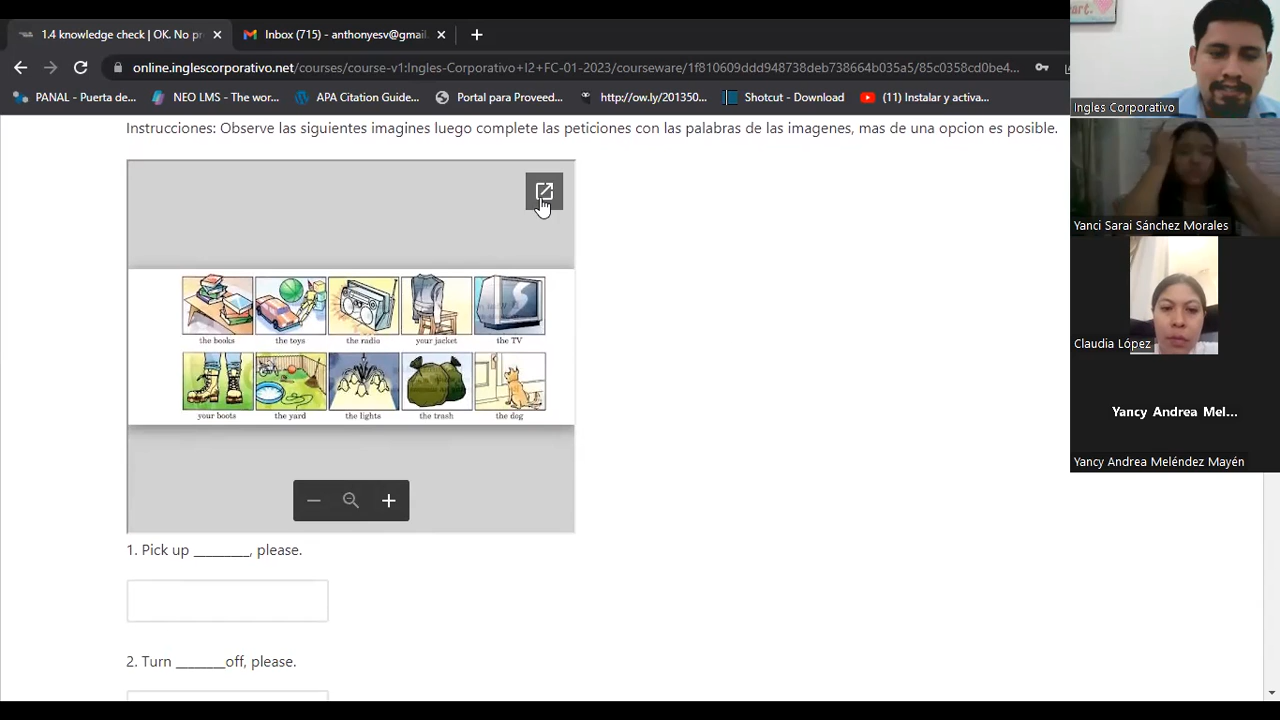 1.4 knowledge check | OK. No pr
Inbox (715) - anthonyesv@gmail.
online.inglescorporativo.net/courses/course-v1:Ingles-Corporativo+I2+FC-01-2023/courseware/1f810609ddd948738deb738664b035a5/85c0358cd0be4...
PANAL - Puerta de...
NEO LMS - The wor...
APA Citation Guide...
Portal para Proveed...
http://ow.ly/201350...
Shotcut - Download
(11) Instalar y activa...
Instrucciones: Observe las siguientes imagines luego complete las peticiones con las palabras de las imagenes, mas de una opcion es posible.
the books
the toys
the radio
your jacket
the TV
your boots
the yard
the lights
the trash
the dog
1. Pick up _________, please.
2. Turn ________off, please.
Ingles Corporativo
Yanci Sarai Sánchez Morales
Claudia López
Yancy Andrea Mel...
Yancy Andrea Meléndez Mayén